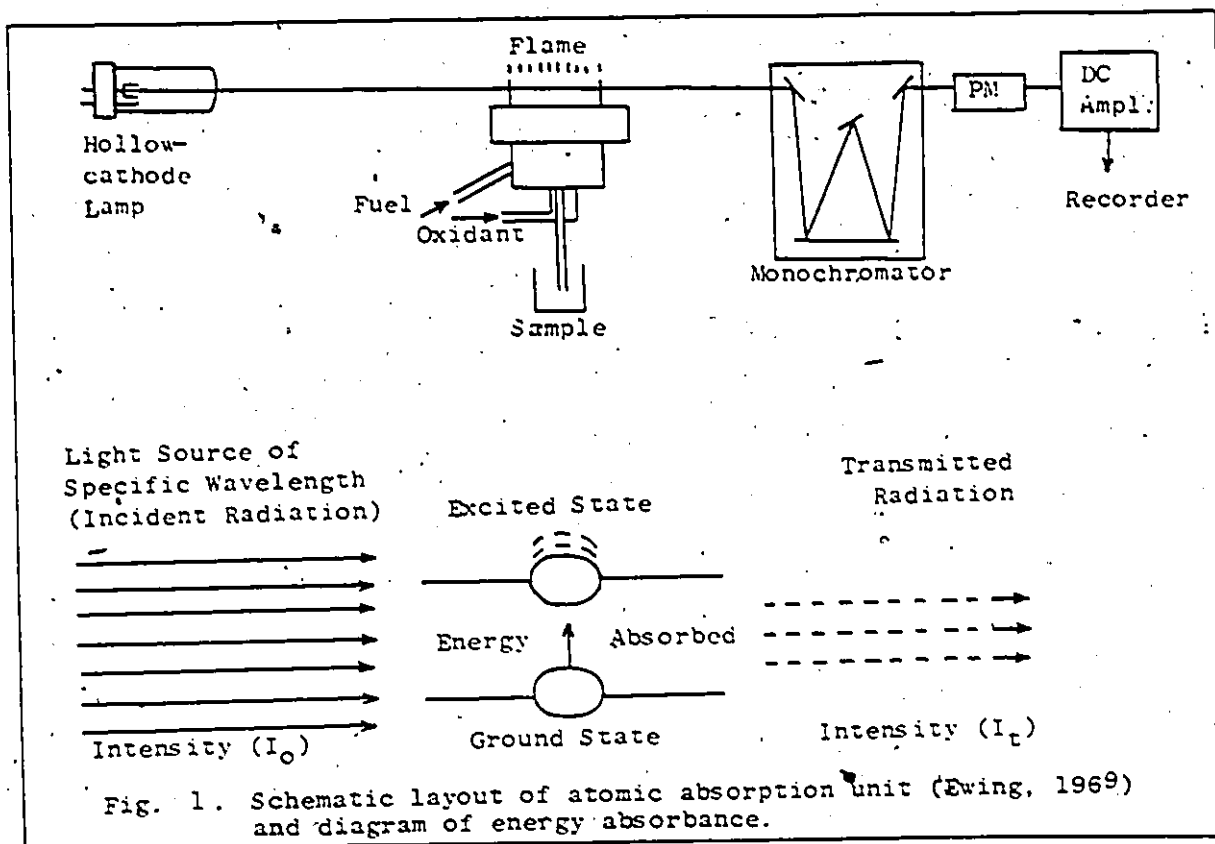 Flame
Hollow-
cathode
Lamp
Fuel
Oxidant
Sample
Monochromator
PM
DC
Ampl.
Recorder
Light Source of
Specific Wavelength
(Incident Radiation)
Excited State
Transmitted
Radiation
Energy Absorbed
Intensity (I₀)
Ground State
Intensity (Iₜ)
Fig. 1. Schematic layout of atomic absorption unit (Ewing, 1969)
and diagram of energy absorbance.